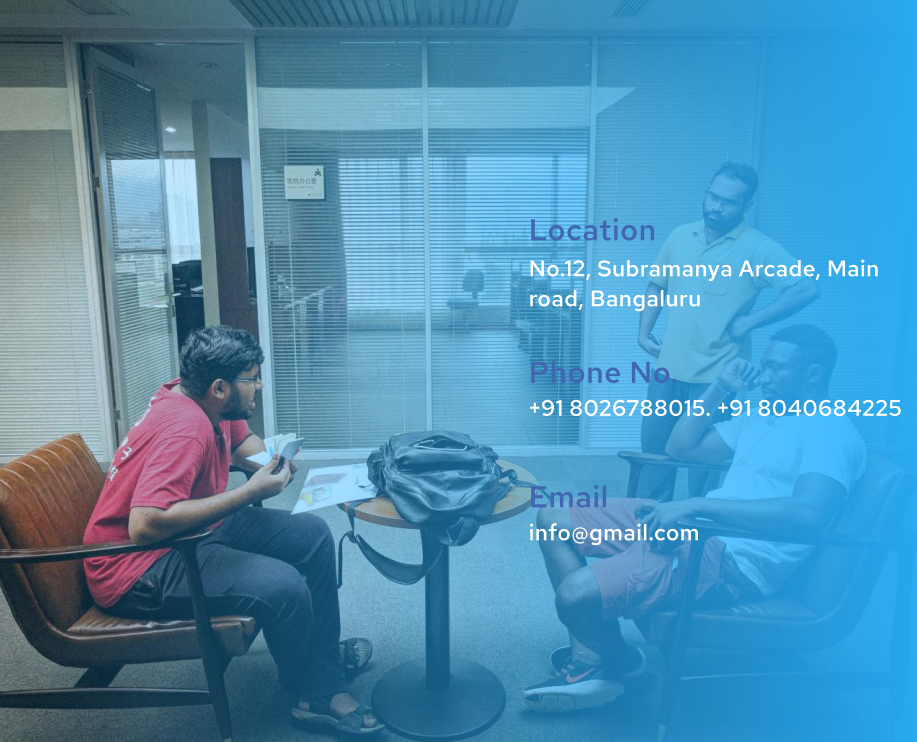 Location
No.12, Subramanya Arcade, Main
road, Bangaluru
Phone No.
+91 8026788015. +91 8040684225
Email
info@gmail.com